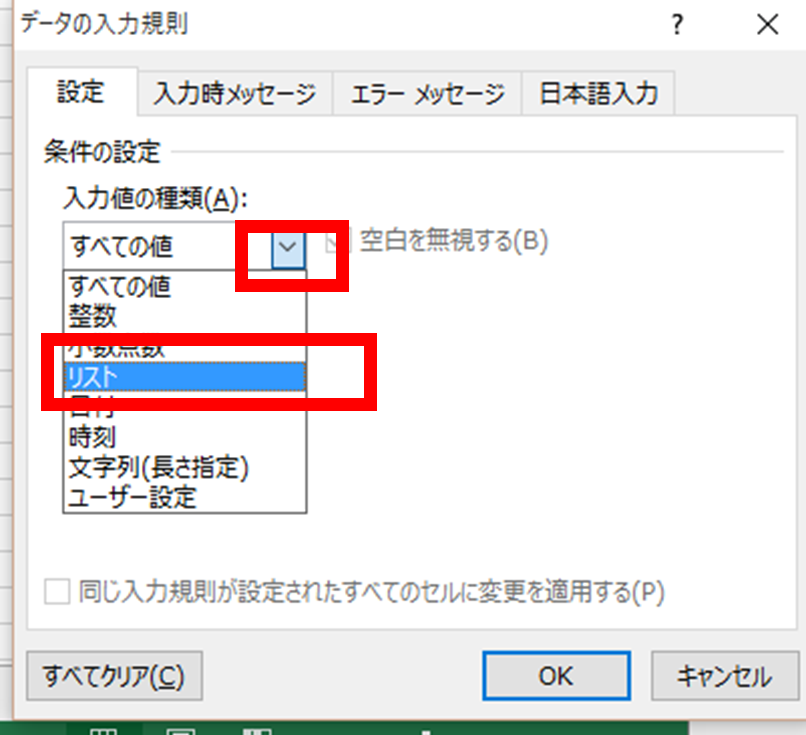 データの入力規則
?
設定
入力時メッセージ
エラー メッセージ
日本語入力
条件の設定
入力値の種類(A):
すべての値
空白を無視する(B)
すべての値
整数
小数点数
リスト
日付
時刻
文字列(長さ指定)
ユーザー設定
同じ入力規則が設定されたすべてのセルに変更を適用する(P)
すべてクリア(C)
OK
キャンセル